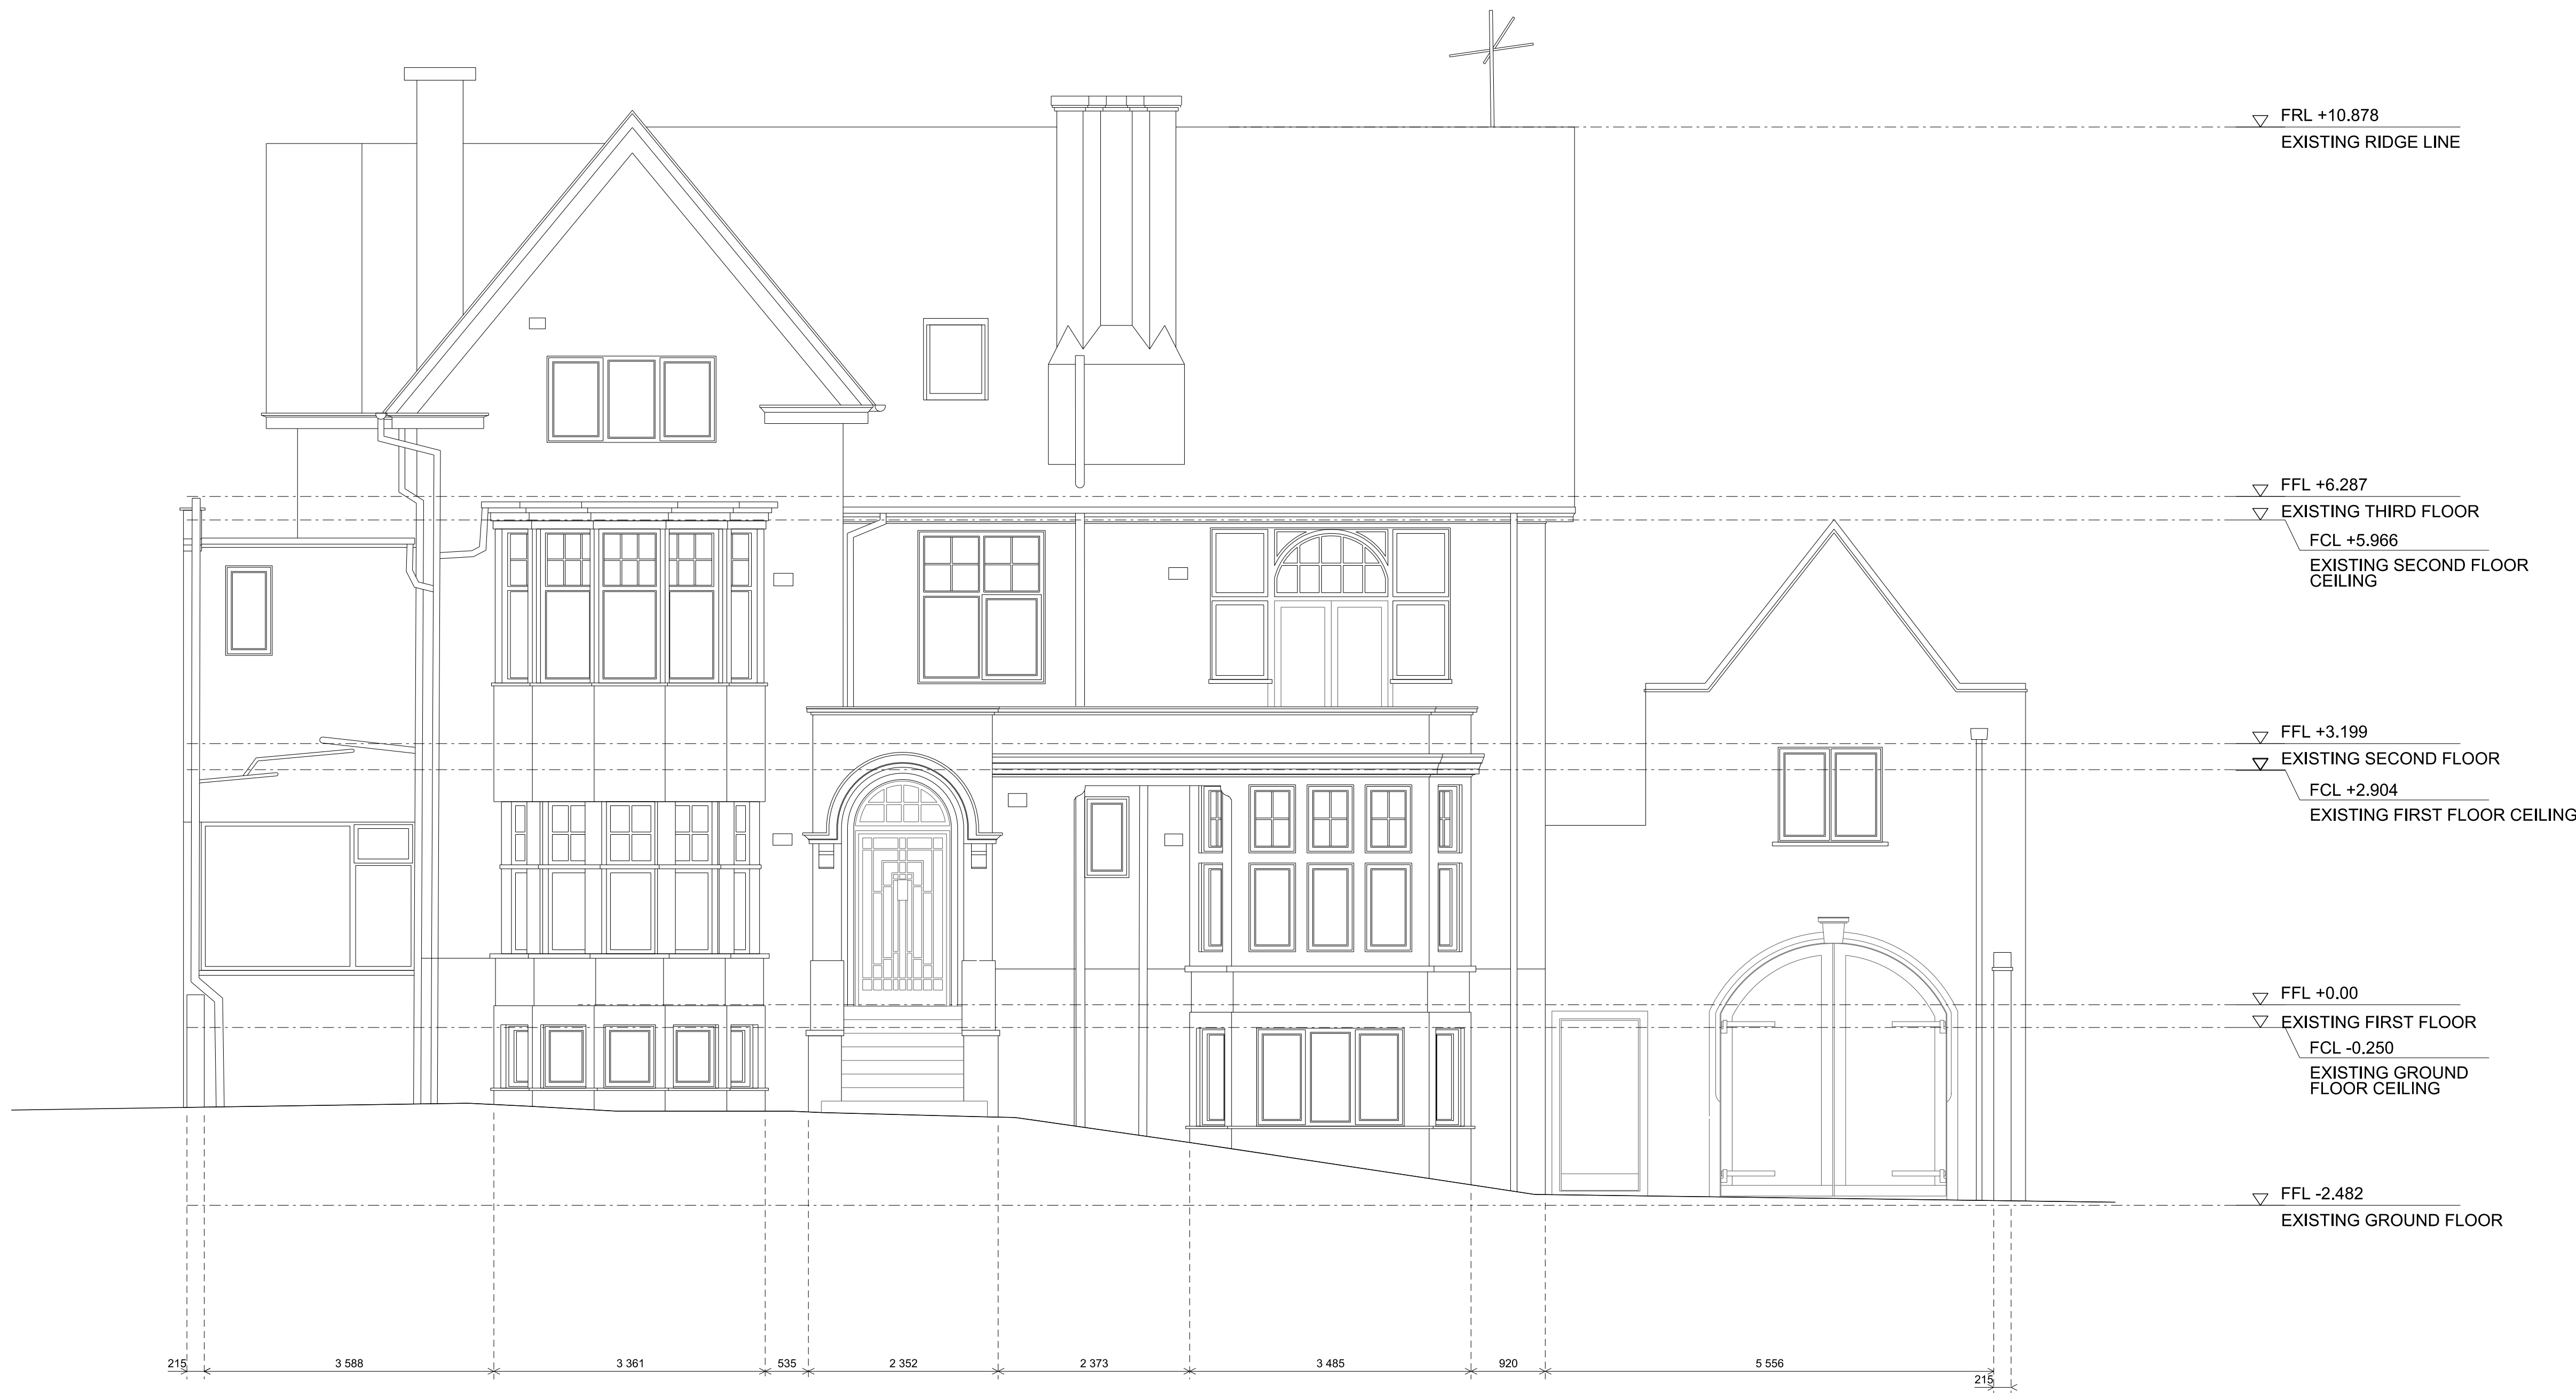 FRL +10.878
EXISTING RIDGE LINE
FFL +6.287
EXISTING THIRD FLOOR
FCL +5.966
EXISTING SECOND FLOOR
CEILING
FFL +3.199
EXISTING SECOND FLOOR
FCL +2.904
EXISTING FIRST FLOOR CEILING
FFL +0.00
EXISTING FIRST FLOOR
FCL -0.250
EXISTING GROUND
FLOOR CEILING
FFL -2.482
EXISTING GROUND FLOOR
215 3 588 3 361 535 2 352 2 373 3 485 920 5 556
215